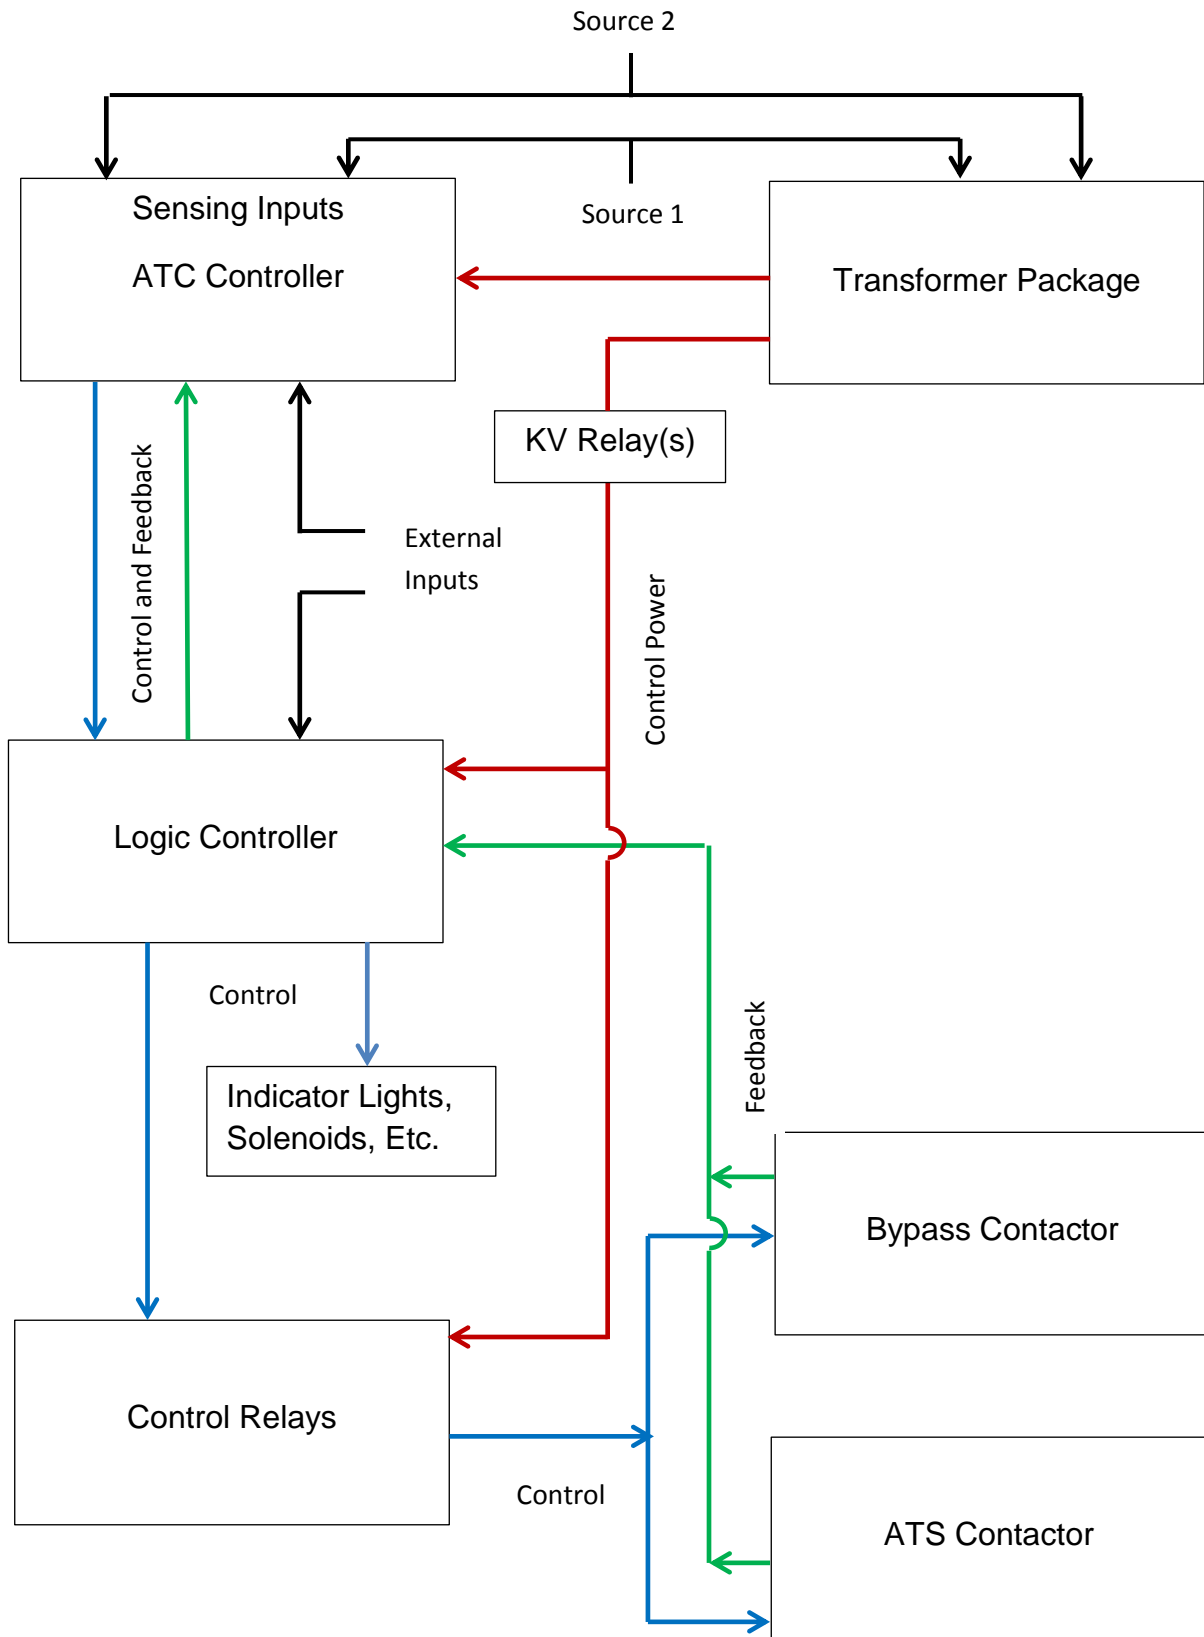 Source 2
Sensing Inputs
ATC Controller
Source 1
Transformer Package
KV Relay(s)
Control and Feedback
External
Inputs
Control Power
Logic Controller
Control
Indicator Lights,
Solenoids, Etc.
Feedback
Bypass Contactor
Control Relays
Control
ATS Contactor